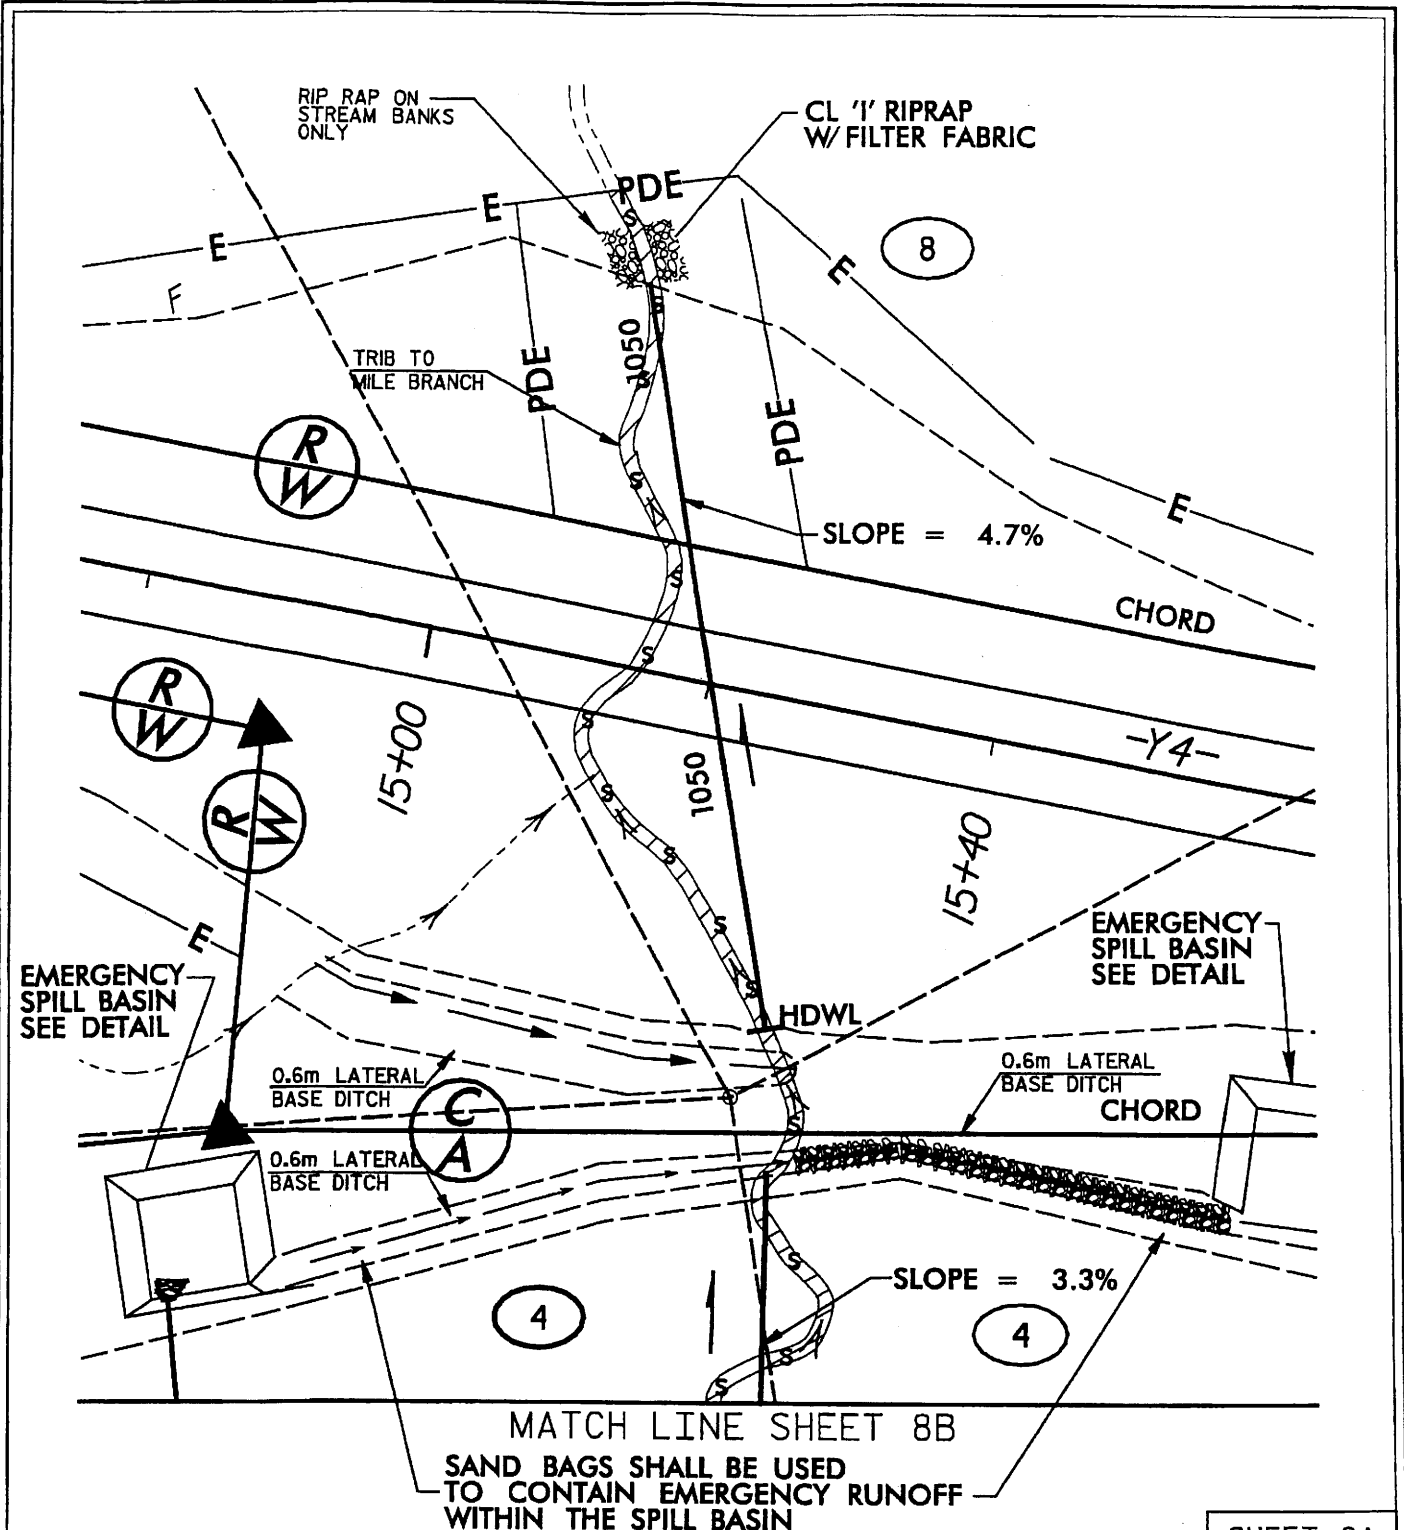 RIP RAP ON
STREAM BANKS
ONLY
CL 'I' RIPRAP
W/ FILTER FABRIC
PDE
E
E
S
8
E
F
S
1050
TRIB TO
MILE BRANCH
PDE
S
PDE
R
W
S
E
SLOPE = 4.7%
S
CHORD
S
R
W
S
15+00
-Y4-
1050
S
R
W
S
15+40
S
E
EMERGENCY
SPILL BASIN
SEE DETAIL
EMERGENCY
SPILL BASIN
SEE DETAIL
S
HDWL
0.6m LATERAL
BASE DITCH
0.6m LATERAL
BASE DITCH
CHORD
C
A
S
0.6m LATERAL
BASE DITCH
S
SLOPE = 3.3%
4
4
S
S
MATCH LINE SHEET 8B
SAND BAGS SHALL BE USED
TO CONTAIN EMERGENCY RUNOFF
WITHIN THE SPILL BASIN